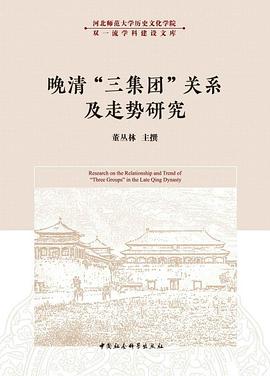 河北师范大学历史文化学院
双一流学科建设文库
晚清“三集团”关系
及走势研究
董丛林 主撰
Research on the Relationship and Trend of
“Three Groups” in the Late Qing Dynasty
中国社会科学出版社